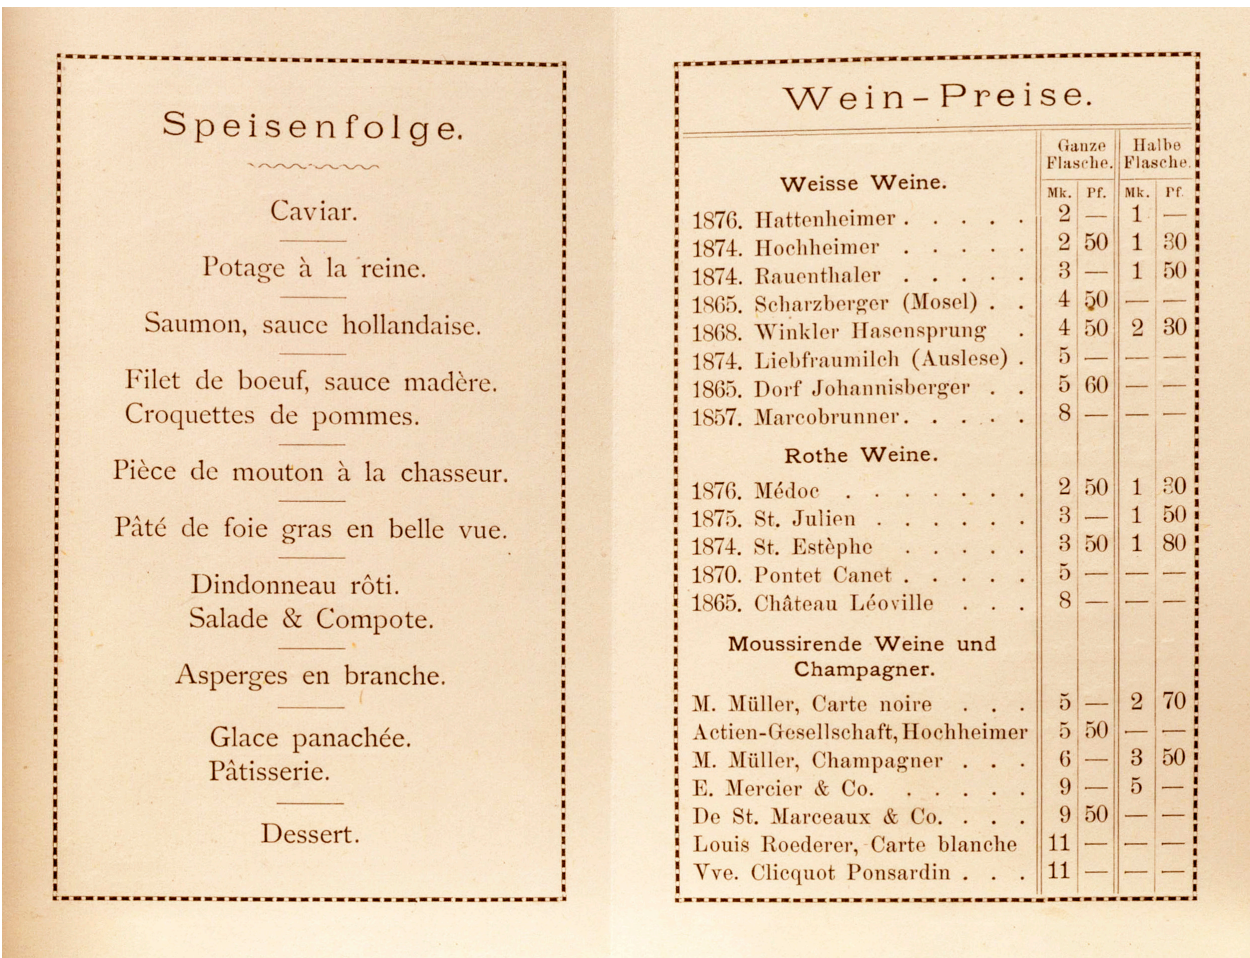 Speisenfolge.
Caviar.
Potage à la reine.
Saumon, sauce hollandaise.
Filet de boeuf, sauce madère.
Croquettes de pommes.
Pièce de mouton à la chasseur.
Pâté de foie gras en belle vue.
Dindonneau rôti.
Salade & Compote.
Asperges en branche.
Glace panachée.
Pâtisserie.
Dessert.
Wein-Preise.
Ganze Flasche. Halbe Flasche.
Weisse Weine. Mk. Pf. Mk. Pf.
1876. Hattenheimer . . . . . 2 — 1 —
1874. Hochheimer . . . . . 2 50 1 30
1874. Rauenthaler . . . . . 3 — 1 50
1865. Scharzberger (Mosel) . . 4 50 — —
1868. Winkler Hasensprung . 4 50 2 30
1874. Liebfraumilch (Auslese) . 5 — — —
1865. Dorf Johannisberger . . 5 60 — —
1857. Marcobrunner . . . . . 8 — — —
Rothe Weine.
1876. Médoc . . . . . . . 2 50 1 30
1875. St. Julien . . . . . . 3 — 1 50
1874. St. Estèphe . . . . . 3 50 1 80
1870. Pontet Canet . . . . . 5 — — —
1865. Château Léoville . . . 8 — — —
Moussirende Weine und
Champagner.
M. Müller, Carte noire . . . 5 — 2 70
Actien-Gesellschaft, Hochheimer 5 50 — —
M. Müller, Champagner . . . 6 — 3 50
E. Mercier & Co. . . . . . 9 — 5 —
De St. Marceaux & Co. . . . 9 50 — —
Louis Roederer, Carte blanche 11 — — —
Vve. Clicquot Ponsardin . . . 11 — — —